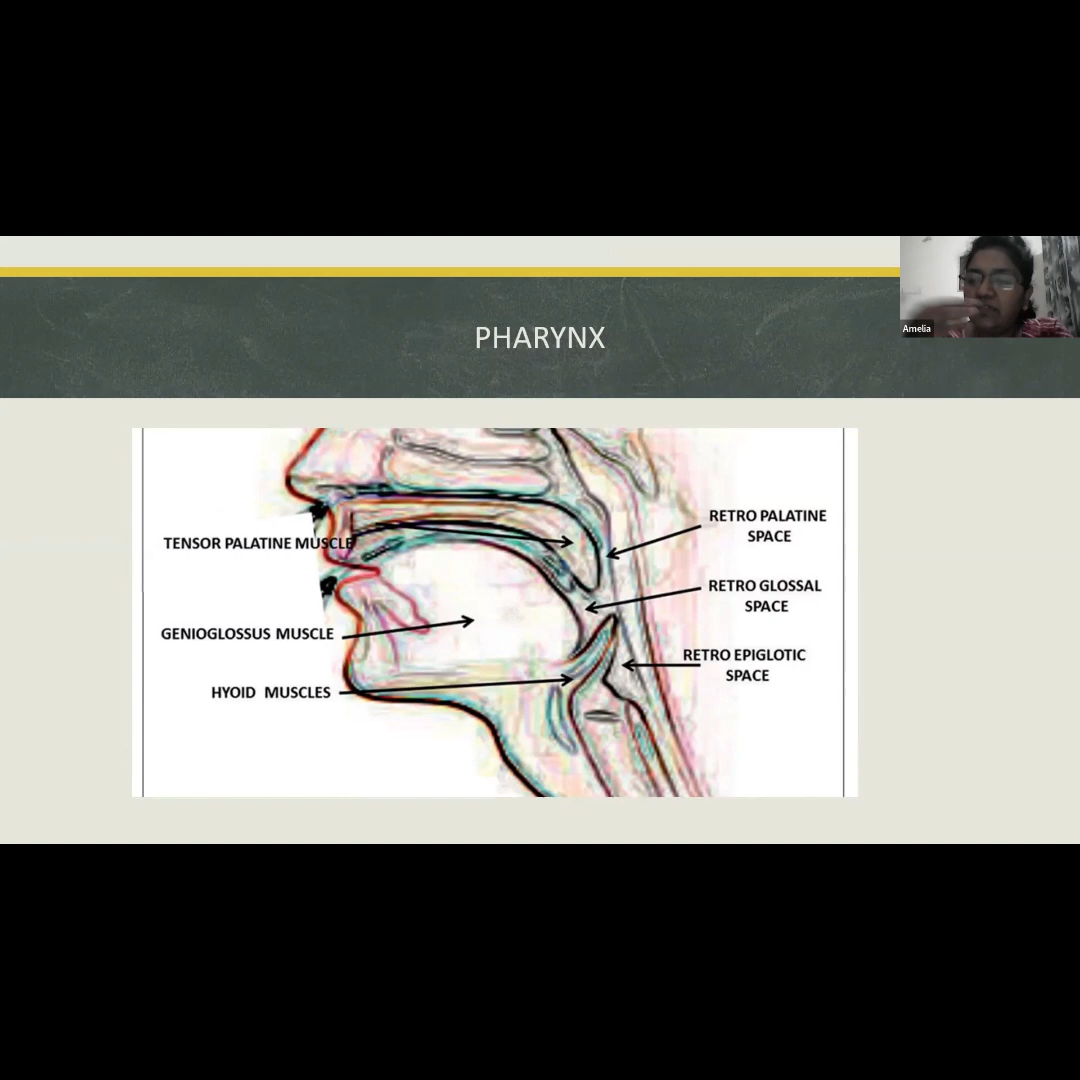 Amelia
PHARYNX
TENSOR PALATINE MUSCLE
GENIOGLOSSUS MUSCLE
HYOID MUSCLES
RETRO PALATINE
SPACE
RETRO GLOSSAL
SPACE
RETRO EPIGLOTIC
SPACE